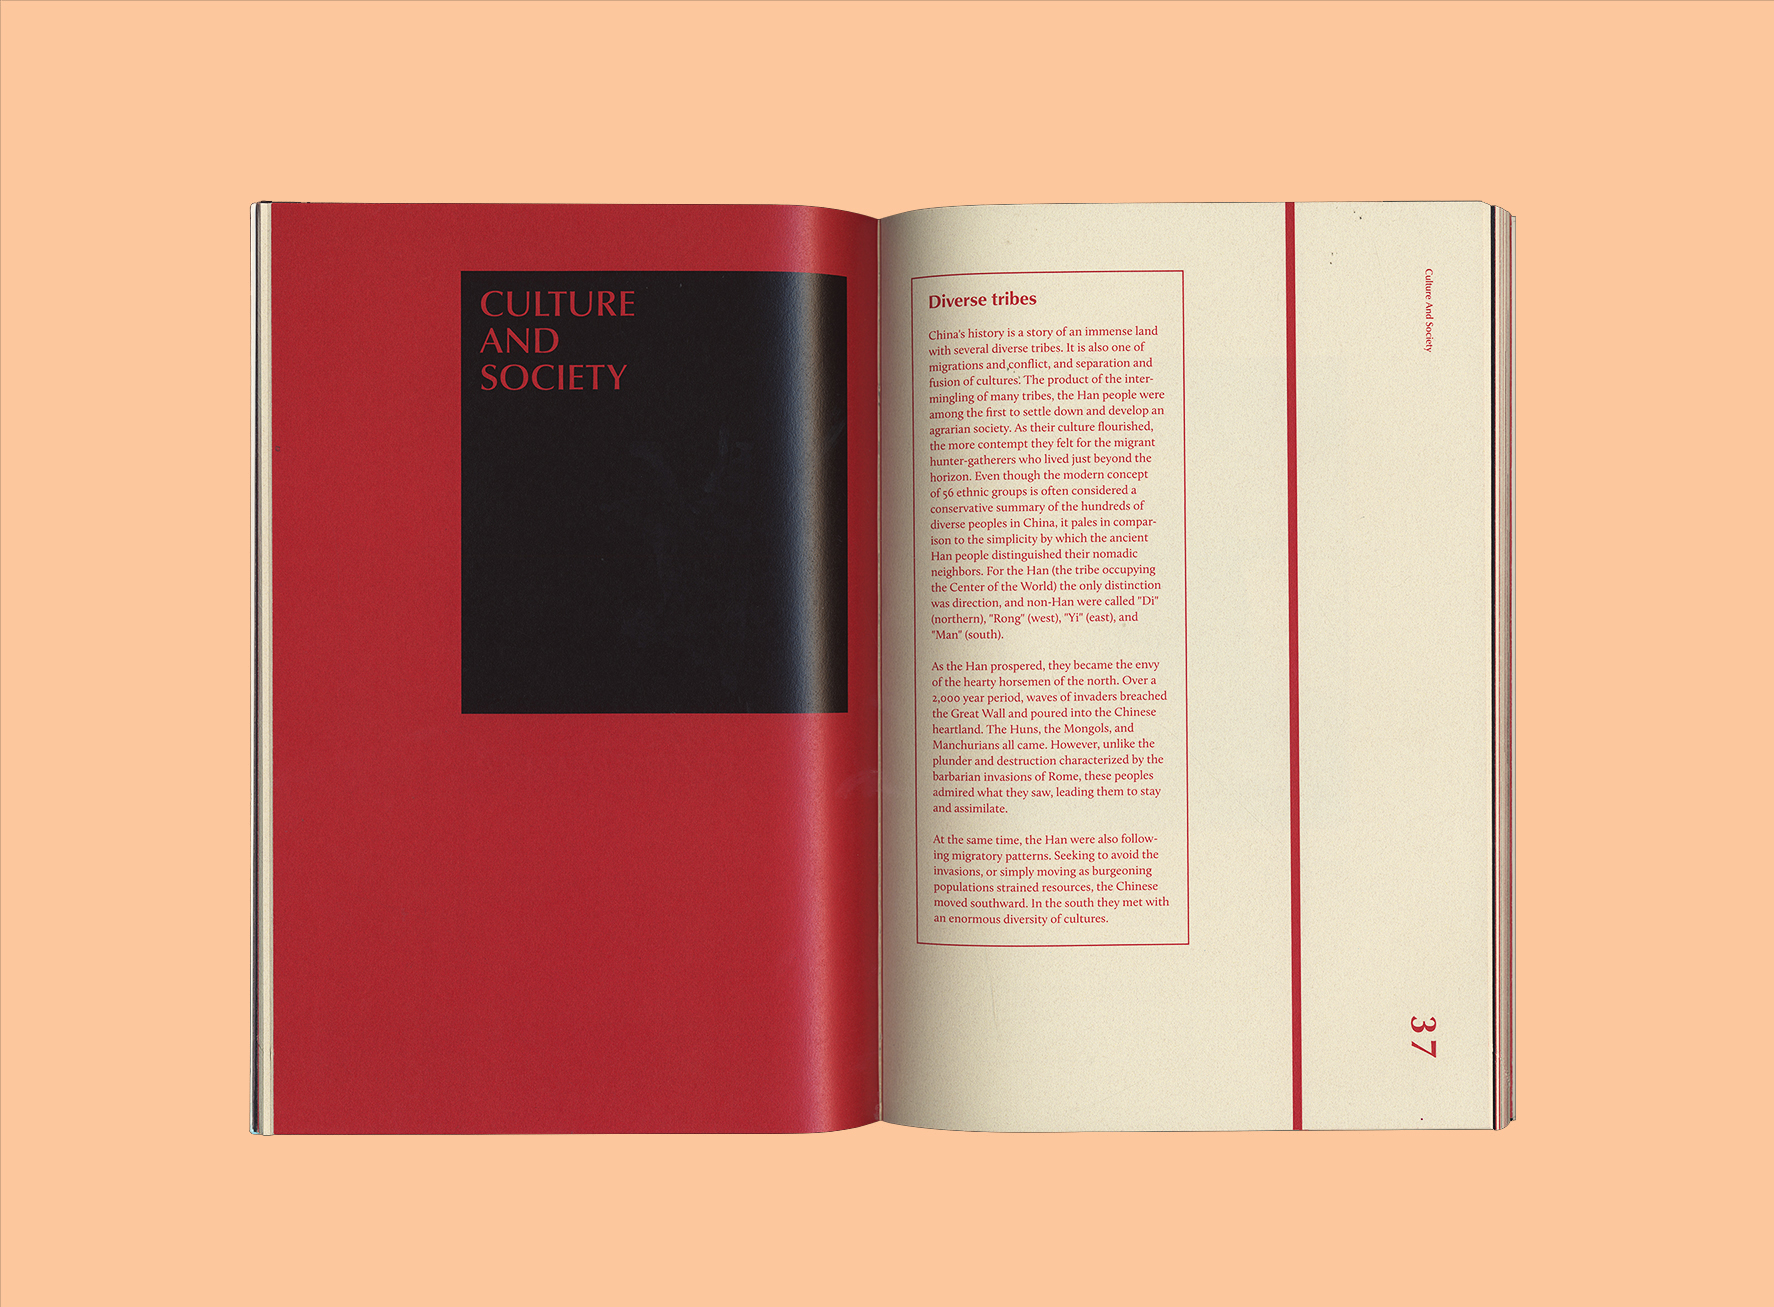 CULTURE
AND
SOCIETY
Diverse tribes
China's history is a story of an immense land
with several diverse tribes. It is also one of
migrations and conflict, and separation and
fusion of cultures. The product of the inter-
mingling of many tribes, the Han people were
among the first to settle down and develop an
agrarian society. As their culture flourished,
the more contempt they felt for the migrant
hunter-gatherers who lived just beyond the
horizon. Even though the modern concept
of 56 ethnic groups is often considered a
conservative summary of the hundreds of
diverse peoples in China, it pales in compar-
ison to the simplicity by which the ancient
Han people distinguished their nomadic
neighbors. For the Han (the tribe occupying
the Center of the World) the only distinction
was direction, and non-Han were called "Di"
(northern), "Rong" (west), "Yi" (east), and
"Man" (south).
As the Han prospered, they became the envy
of the hearty horsemen of the north. Over a
2,000 year period, waves of invaders breached
the Great Wall and poured into the Chinese
heartland. The Huns, the Mongols, and
Manchurians all came. However, unlike the
plunder and destruction characterized by the
barbarian invasions of Rome, these peoples
admired what they saw, leading them to stay
and assimilate.
At the same time, the Han were also follow-
ing migratory patterns. Seeking to avoid the
invasions, or simply moving as burgeoning
populations strained resources, the Chinese
moved southward. In the south they met with
an enormous diversity of cultures.
Culture And Society
37